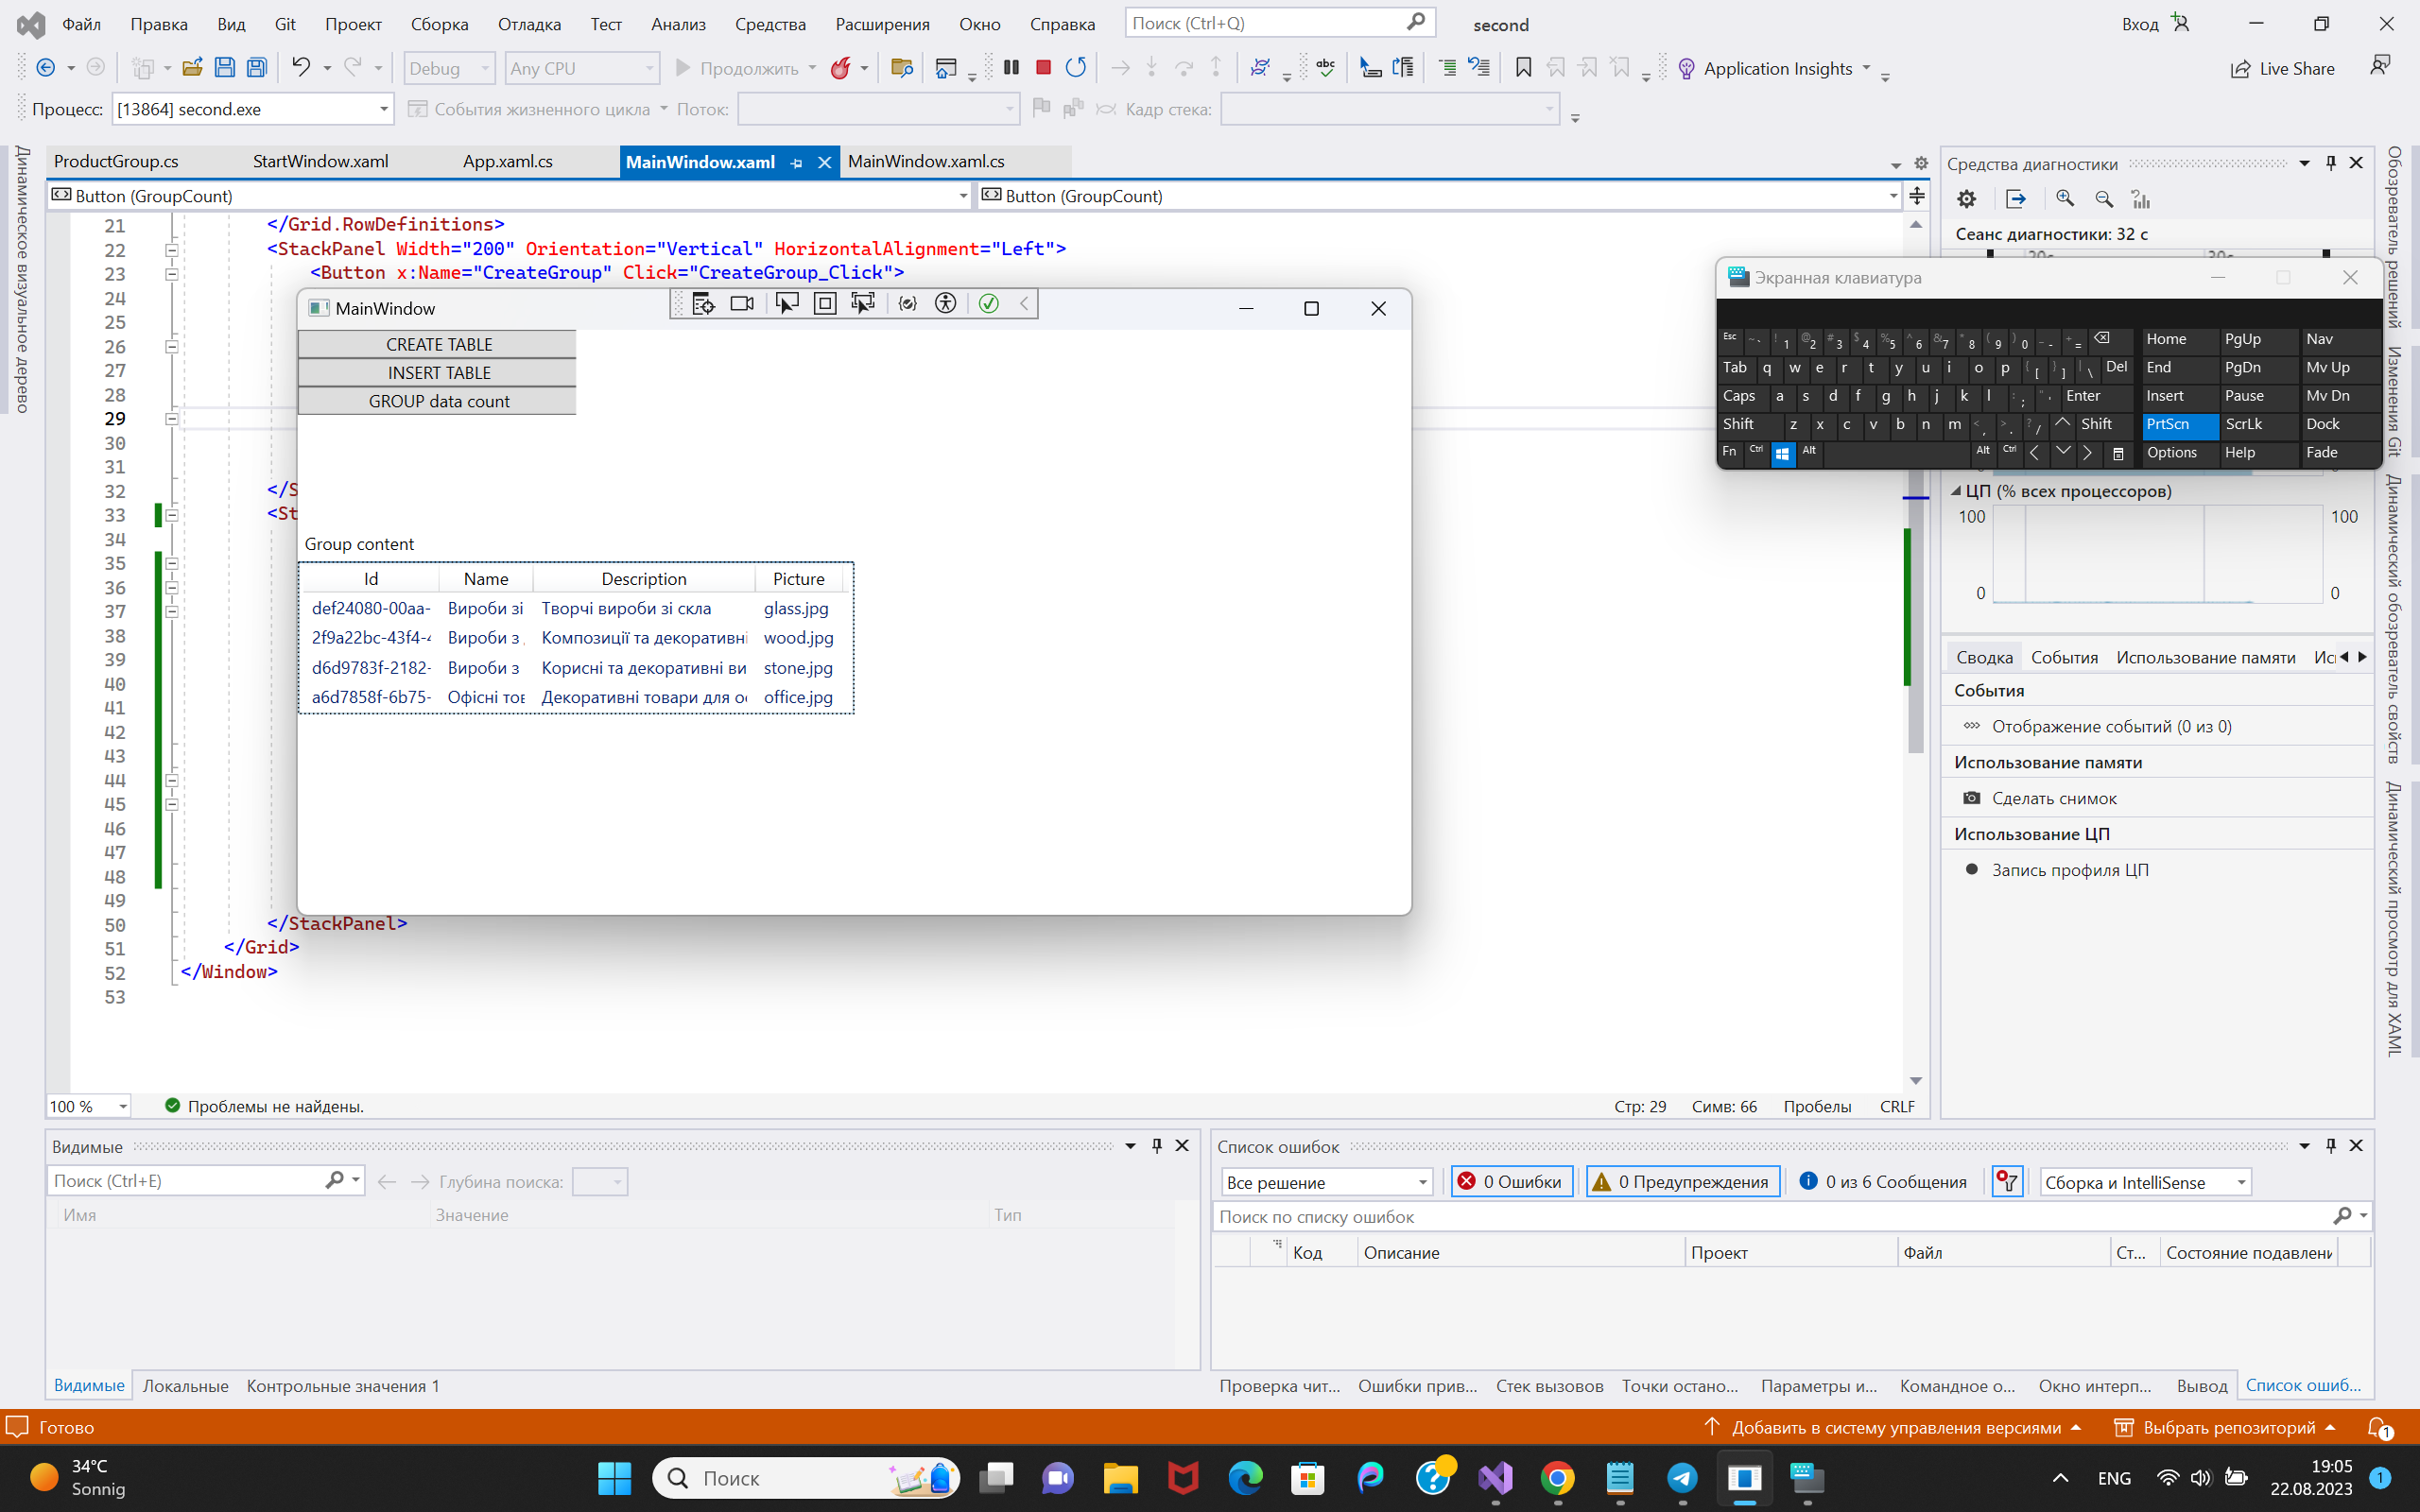 Файл Правка Вид Git Проект Сборка Отладка Тест Анализ Средства Расширения Окно Справка Поиск (Ctrl+Q) second Вход
Debug Any CPU Продолжить Application Insights Live Share
Процесс: [13864] second.exe События жизненного цикла Поток: Кадр стека:
ProductGroup.cs StartWindow.xaml App.xaml.cs MainWindow.xaml MainWindow.xaml.cs
Button (GroupCount) Button (GroupCount)
21 </Grid.RowDefinitions>
22 <StackPanel Width="200" Orientation="Vertical" HorizontalAlignment="Left">
23 <Button x:Name="CreateGroup" Click="CreateGroup_Click">
24
25
26
27
28
29
30
31
32 </S
33 <St
34
35
36
37
38
39
40
41
42
43
44
45
46
47
48
49
50 </StackPanel>
51 </Grid>
52 </Window>
53
MainWindow
CREATE TABLE
INSERT TABLE
GROUP data count
Group content
Id Name Description Picture
def24080-00aa- Вироби зі Творчі вироби зі скла glass.jpg
2f9a22bc-43f4- Вироби з Композиції та декоративні wood.jpg
d6d9783f-2182- Вироби з Корисні та декоративні ви stone.jpg
a6d7858f-6b75- Офісні тов Декоративні товари для ос office.jpg
100 % Проблемы не найдены. Стр: 29 Симв: 66 Пробелы CRLF
Динамическое визуальное дерево
Средства диагностики
Сеанс диагностики: 32 с
Экранная клавиатура
Esc ~ ` ! 1 @ 2 # 3 $ 4 % 5 ^ 6 & 7 * 8 ( 9 ) 0 _ - + = Home PgUp Nav
Tab q w e r t y u i o p { [ } ] | \ Del End PgDn Mv Up
Caps a s d f g h j k l : ; " ' Enter Insert Pause Mv Dn
Shift z x c v b n m < , > . ? / Shift PrtScn ScrLk Dock
Fn Ctrl Alt Alt Ctrl Options Help Fade
ЦП (% всех процессоров)
100 100
0 0
Сводка События Использование памяти Ис
События
Отображение событий (0 из 0)
Использование памяти
Сделать снимок
Использование ЦП
Запись профиля ЦП
Обозреватель решений
Изменения Git
Динамический обозреватель свойств
Динамический просмотр для XAML
Видимые
Поиск (Ctrl+E) Глубина поиска:
Имя Значение Тип
Видимые Локальные Контрольные значения 1
Список ошибок
Все решение 0 Ошибки 0 Предупреждения 0 из 6 Сообщения Сборка и IntelliSense
Поиск по списку ошибок
Код Описание Проект Файл Ст... Состояние подавлени
Проверка чит... Ошибки прив... Стек вызовов Точки остано... Параметры и... Командное о... Окно интерп... Вывод Список ошиб...
Готово Добавить в систему управления версиями Выбрать репозиторий 1
34°C
Sonnig
Поиск
ENG
19:05
22.08.2023
1